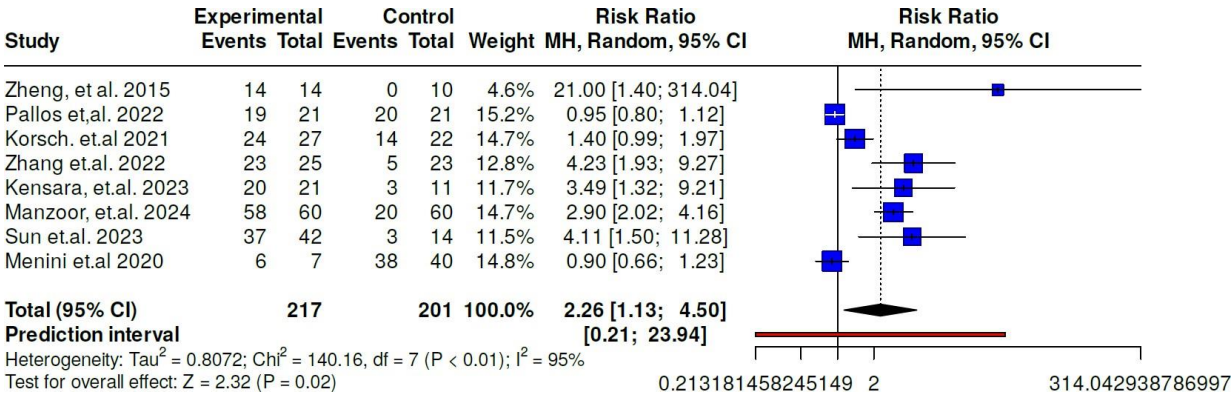 Experimental Control Risk Ratio Risk Ratio
Study Events Total Events Total Weight MH, Random, 95% CI MH, Random, 95% CI
Zheng, et.al. 2015 14 14 0 10 4.6% 21.00 [1.40; 314.04]
Pallos et,al. 2022 19 21 20 21 15.2% 0.95 [0.80; 1.12]
Korsch. et.al 2021 24 27 14 22 14.7% 1.40 [0.99; 1.97]
Zhang et.al. 2022 23 25 5 23 12.8% 4.23 [1.93; 9.27]
Kensara, et.al. 2023 20 21 3 11 11.7% 3.49 [1.32; 9.21]
Manzoor, et.al. 2024 58 60 20 60 14.7% 2.90 [2.02; 4.16]
Sun et.al. 2023 37 42 3 14 11.5% 4.11 [1.50; 11.28]
Menini et.al 2020 6 7 38 40 14.8% 0.90 [0.66; 1.23]
Total (95% CI) 217 201 100.0% 2.26 [1.13; 4.50]
Prediction interval [0.21; 23.94]
Heterogeneity: Tau² = 0.8072; Chi² = 140.16, df = 7 (P < 0.01); I² = 95%
Test for overall effect: Z = 2.32 (P = 0.02) 0.213181458245149 2 314.042938786997